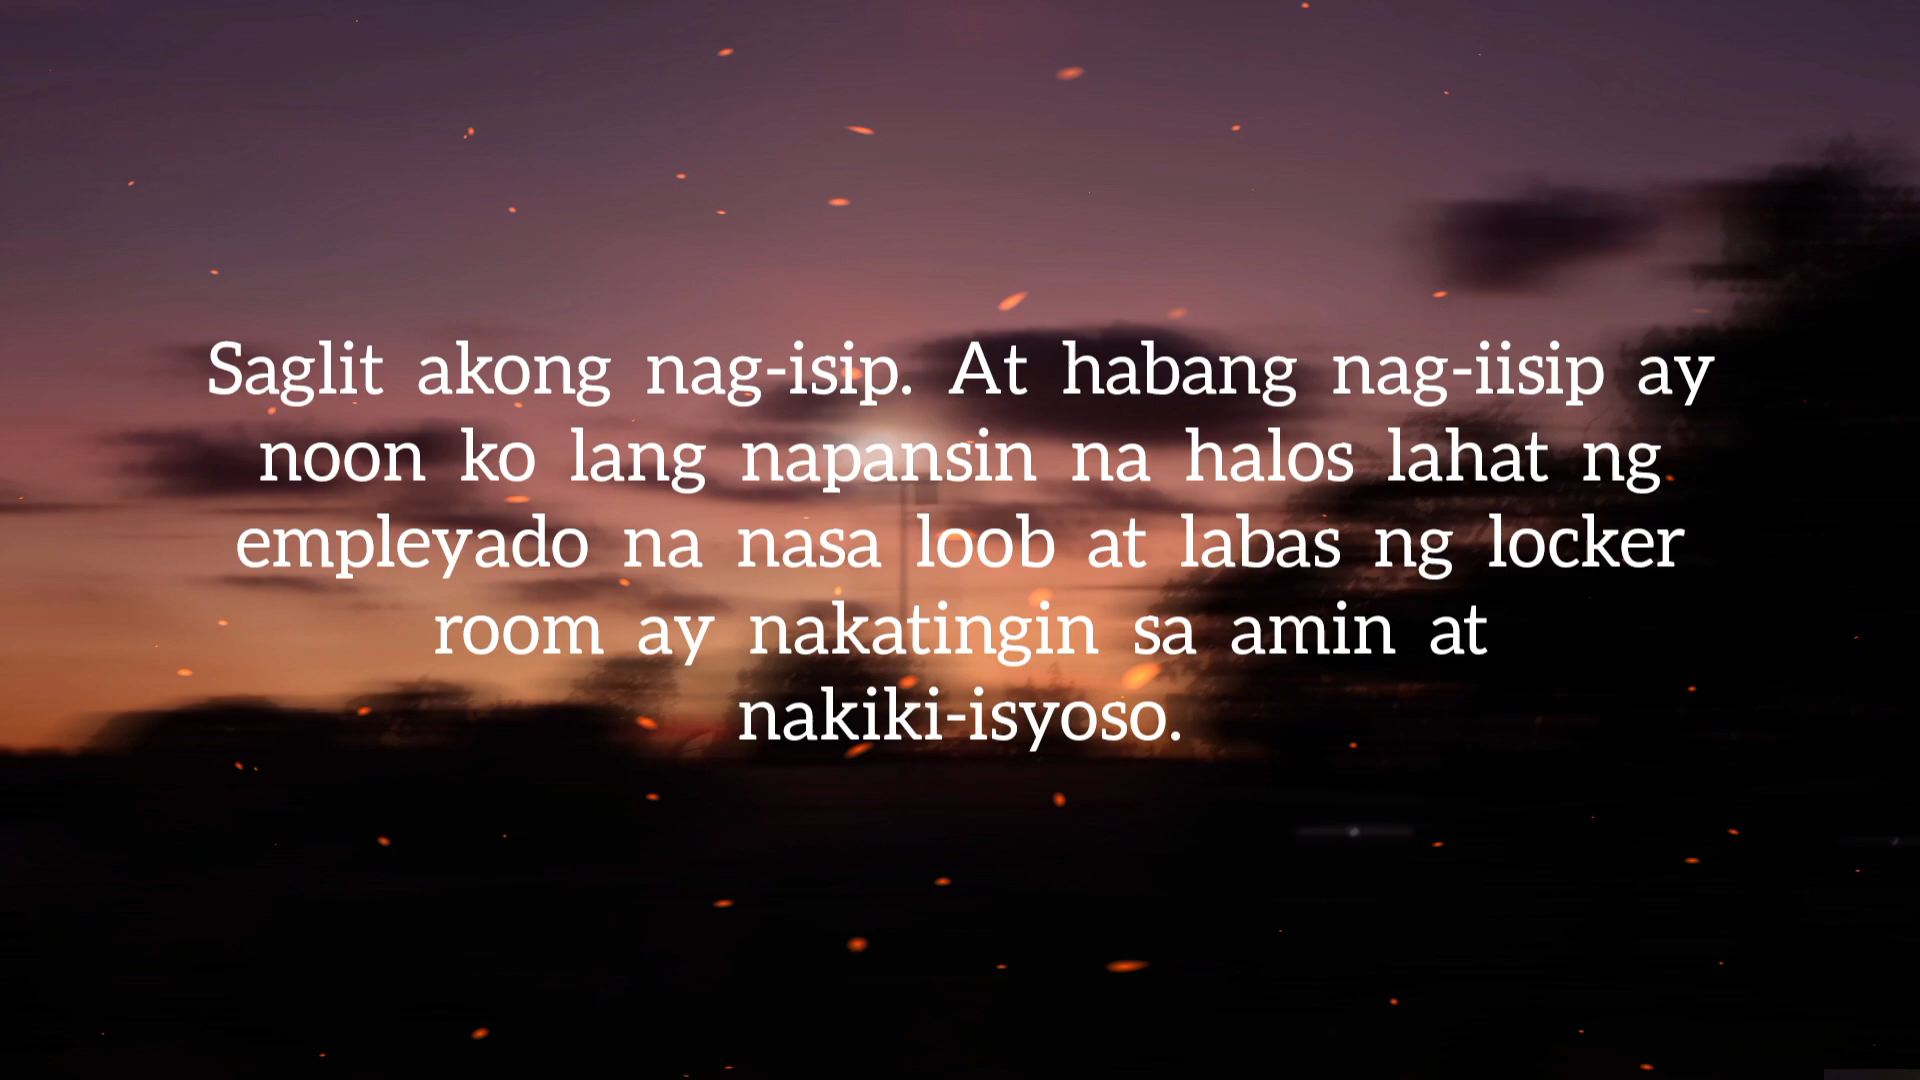 Saglit akong nag-isip. At habang nag-iisip ay
noon ko lang napansin na halos lahat ng
empleyado na nasa loob at labas ng locker
room ay nakatingin sa amin at
nakiki-isyoso.